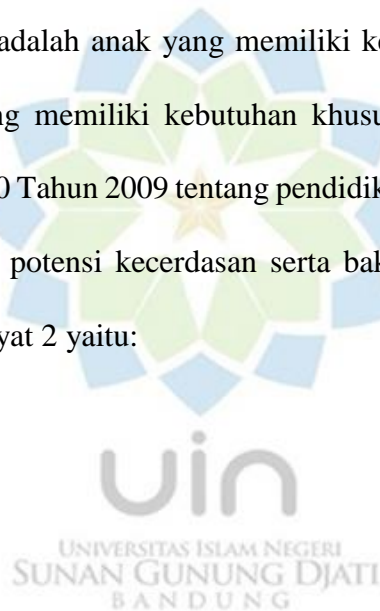 adalah anak yang memiliki ke
ng memiliki kebutuhan khusu
0 Tahun 2009 tentang pendidik
potensi kecerdasan serta bak
yat 2 yaitu:
uin
UNIVERSITAS ISLAM NEGERI
SUNAN GUNUNG DJATI
BANDUNG